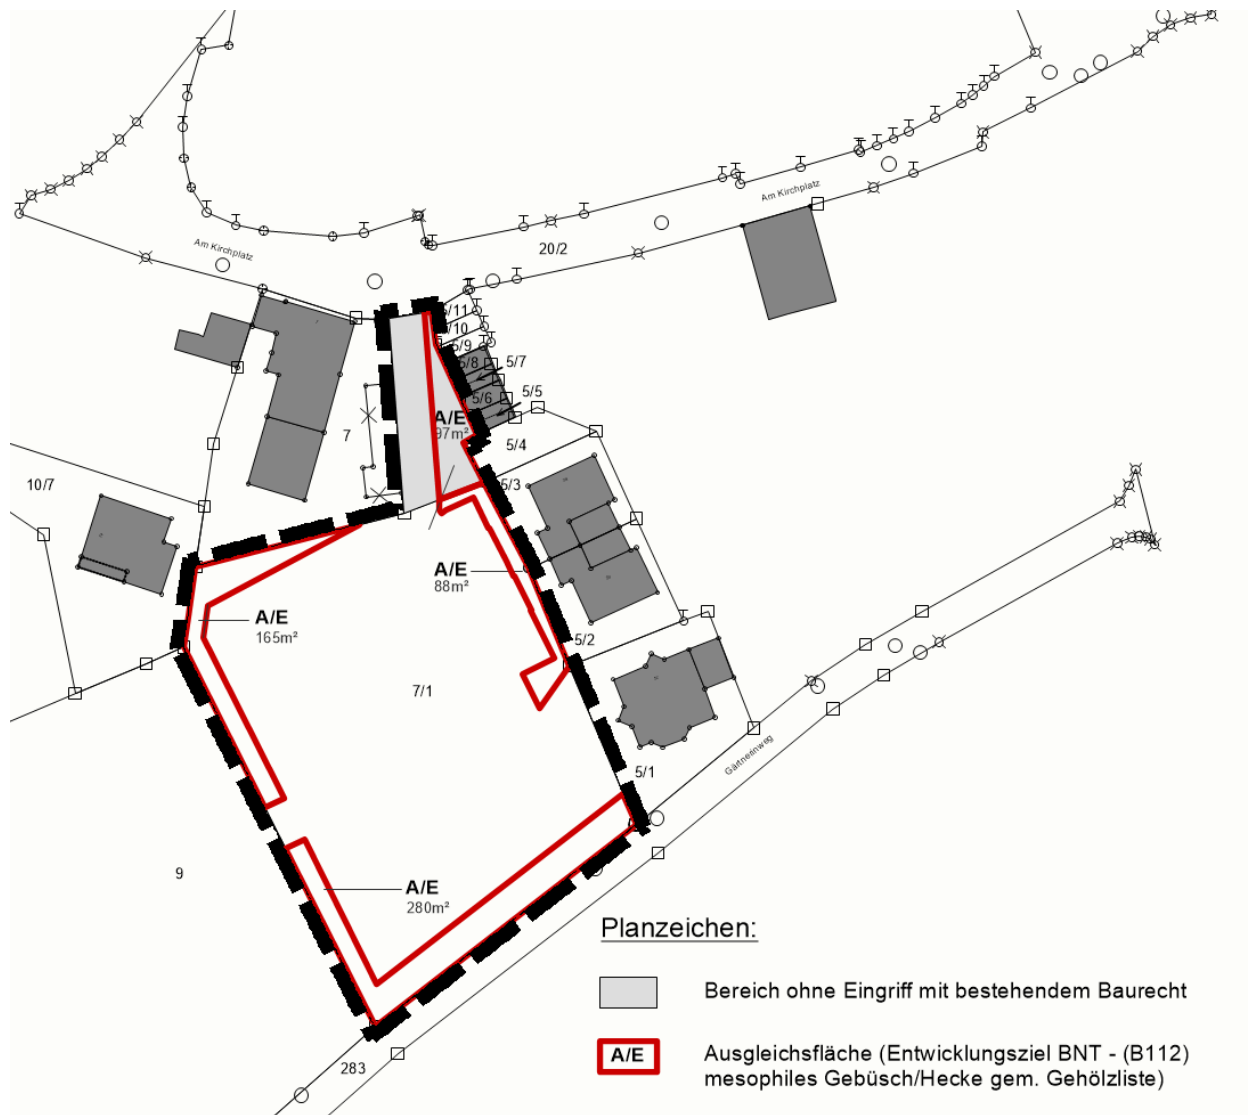 Am Kirchplatz
Am Kirchplatz
20/2
5/11
5/10
5/9
5/8
5/7
5/6
5/5
A/E
97m²
7
5/4
10/7
5/3
A/E
88m²
A/E
165m²
5/2
7/1
Gärtnerinweg
5/1
9
A/E
280m²
Planzeichen:
Bereich ohne Eingriff mit bestehendem Baurecht
A/E
Ausgleichsfläche (Entwicklungsziel BNT - (B112)
mesophiles Gebüsch/Hecke gem. Gehölzliste)
283